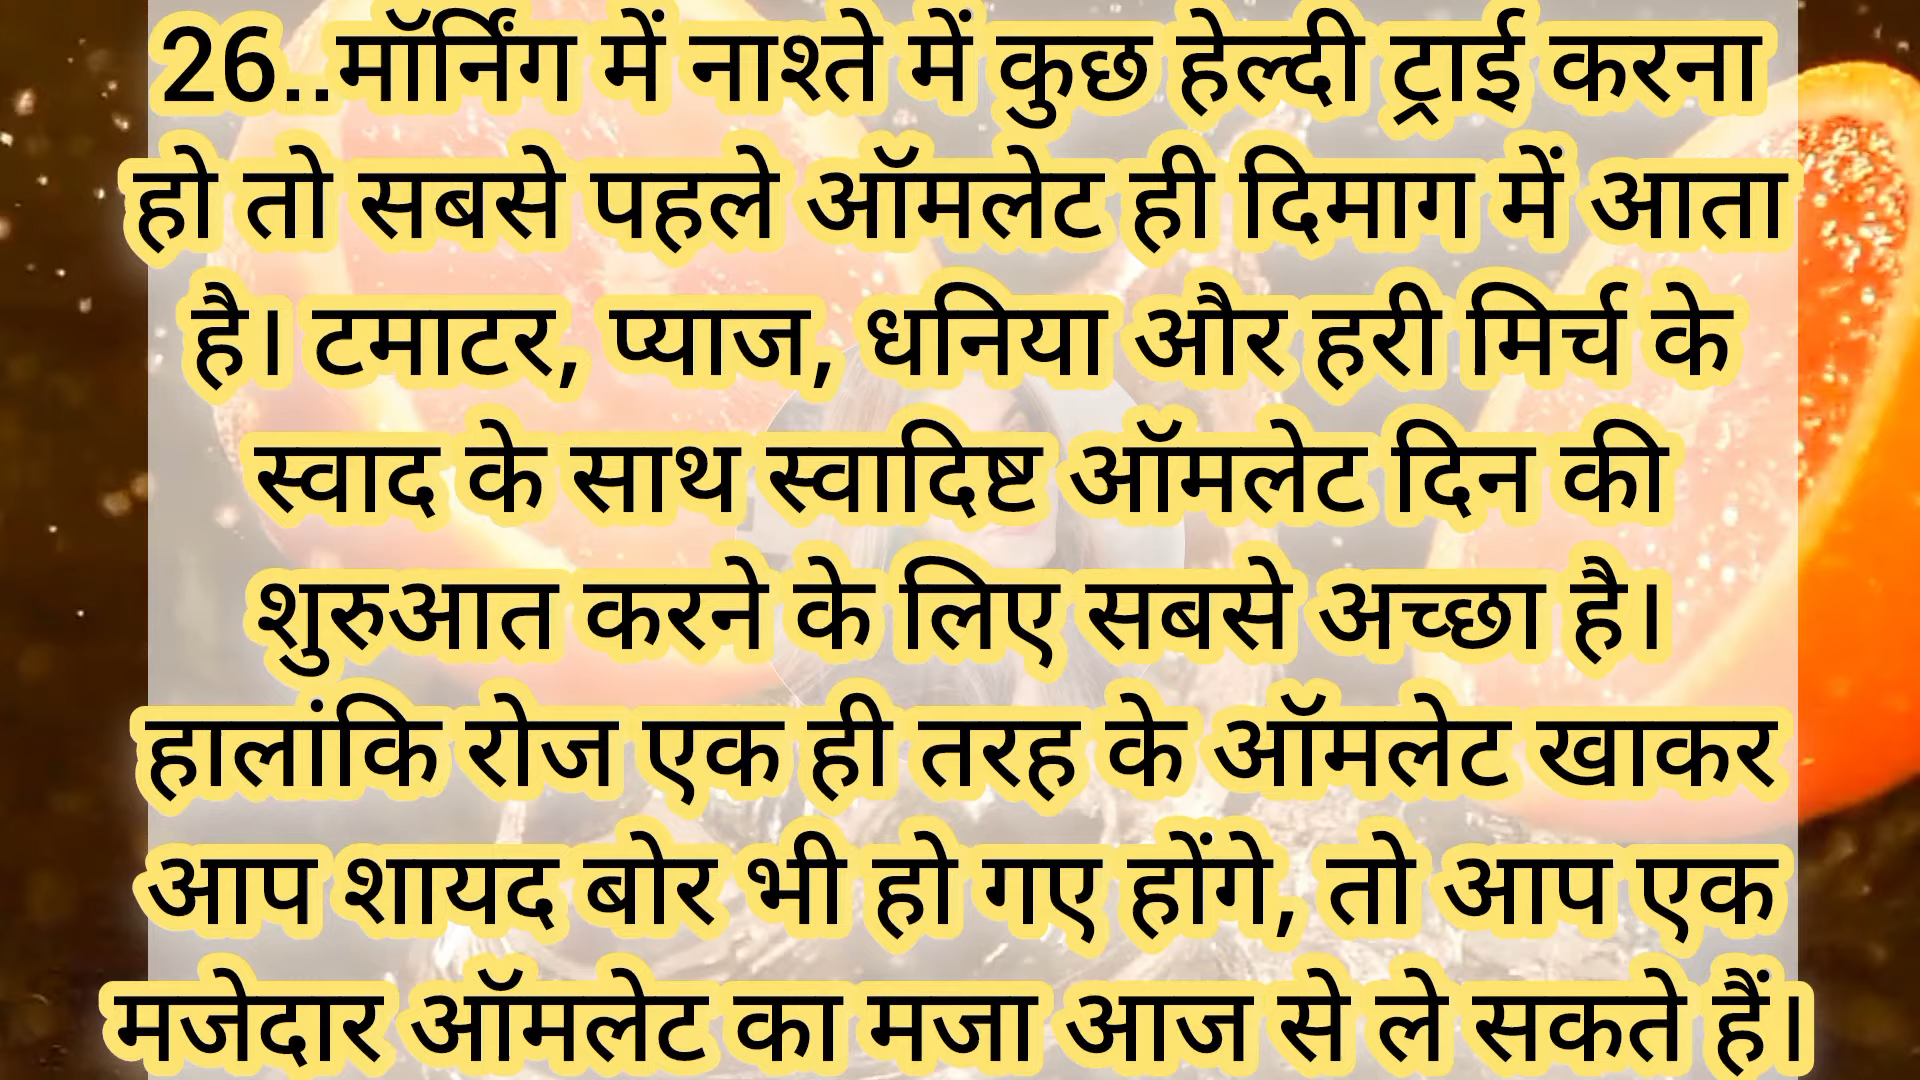 26..मॉर्निंग में नाश्ते में कुछ हेल्दी ट्राई करना
हो तो सबसे पहले ऑमलेट ही दिमाग में आता
है। टमाटर, प्याज, धनिया और हरी मिर्च के
स्वाद के साथ स्वादिष्ट ऑमलेट दिन की
शुरुआत करने के लिए सबसे अच्छा है।
हालांकि रोज एक ही तरह के ऑमलेट खाकर
आप शायद बोर भी हो गए होंगे, तो आप एक
मजेदार ऑमलेट का मजा आज से ले सकते हैं।